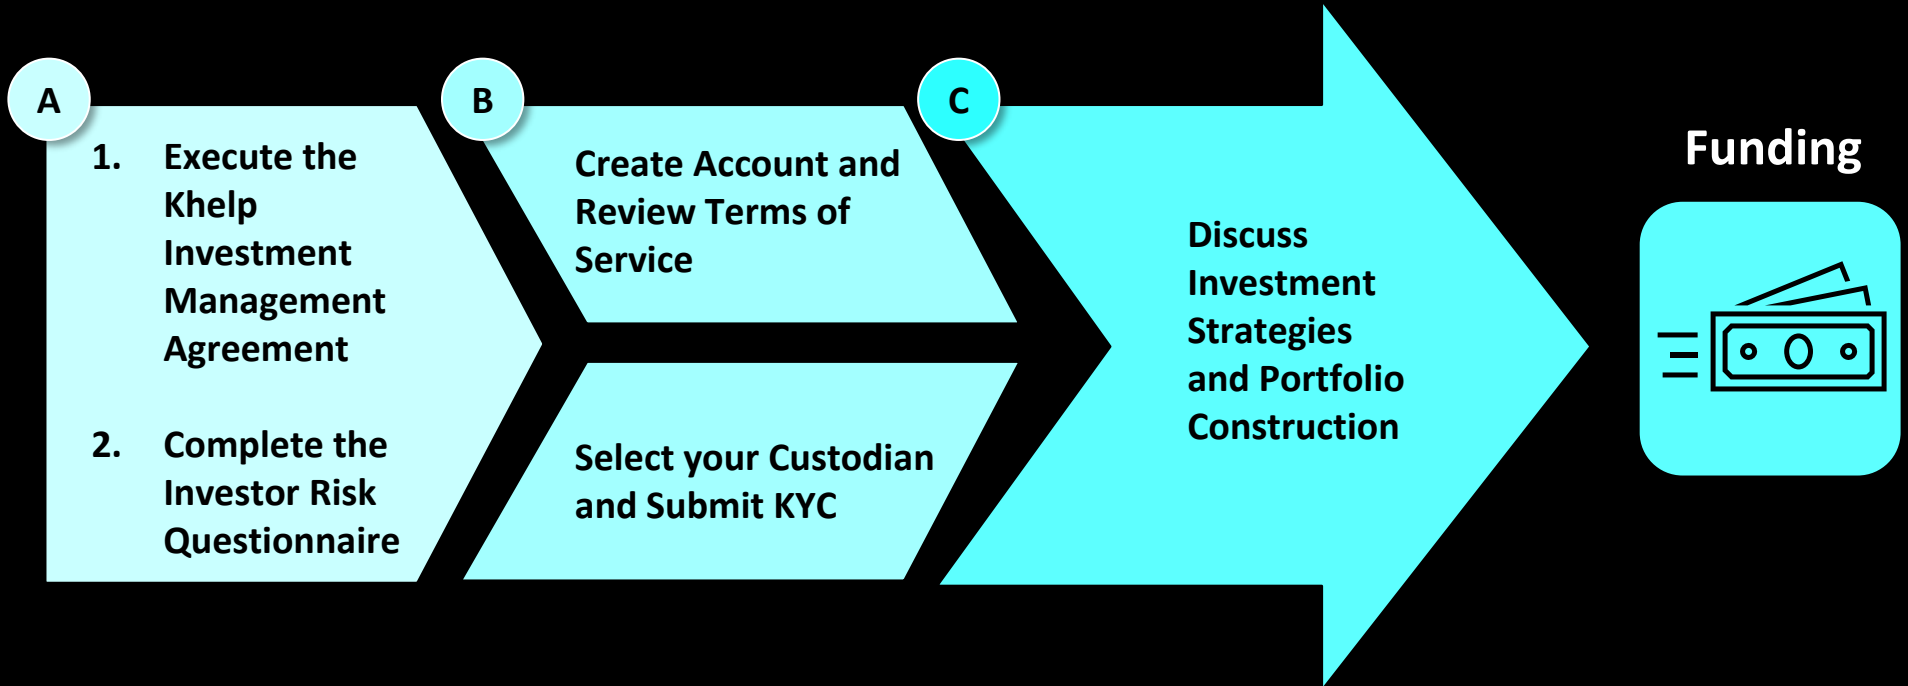 A
1. Execute the
Khelp
Investment
Management
Agreement
2. Complete the
Investor Risk
Questionnaire
B
Create Account and
Review Terms of
Service
Select your Custodian
and Submit KYC
C
Discuss
Investment
Strategies
and Portfolio
Construction
Funding